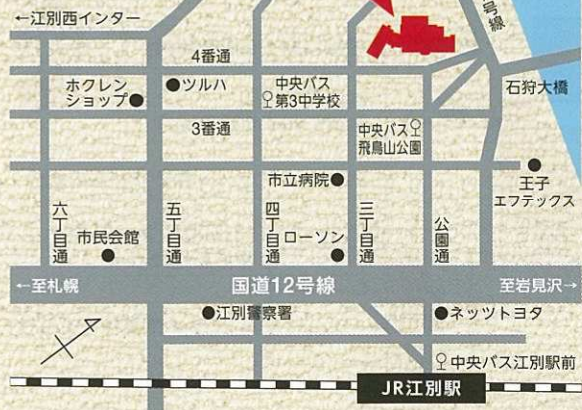 ←江別西インター
号線
4番通
ホクレン
ショップ
ツルハ
中央バス
第3中学校
石狩大橋
3番通
中央バス
飛鳥山公園
市立病院
王子
エフテックス
六丁目通
市民会館
五丁目通
四丁目通
ローソン
三丁目通
公園通
←至札幌
国道12号線
至岩見沢→
江別警察署
ネッツトヨタ
中央バス江別駅前
JR江別駅